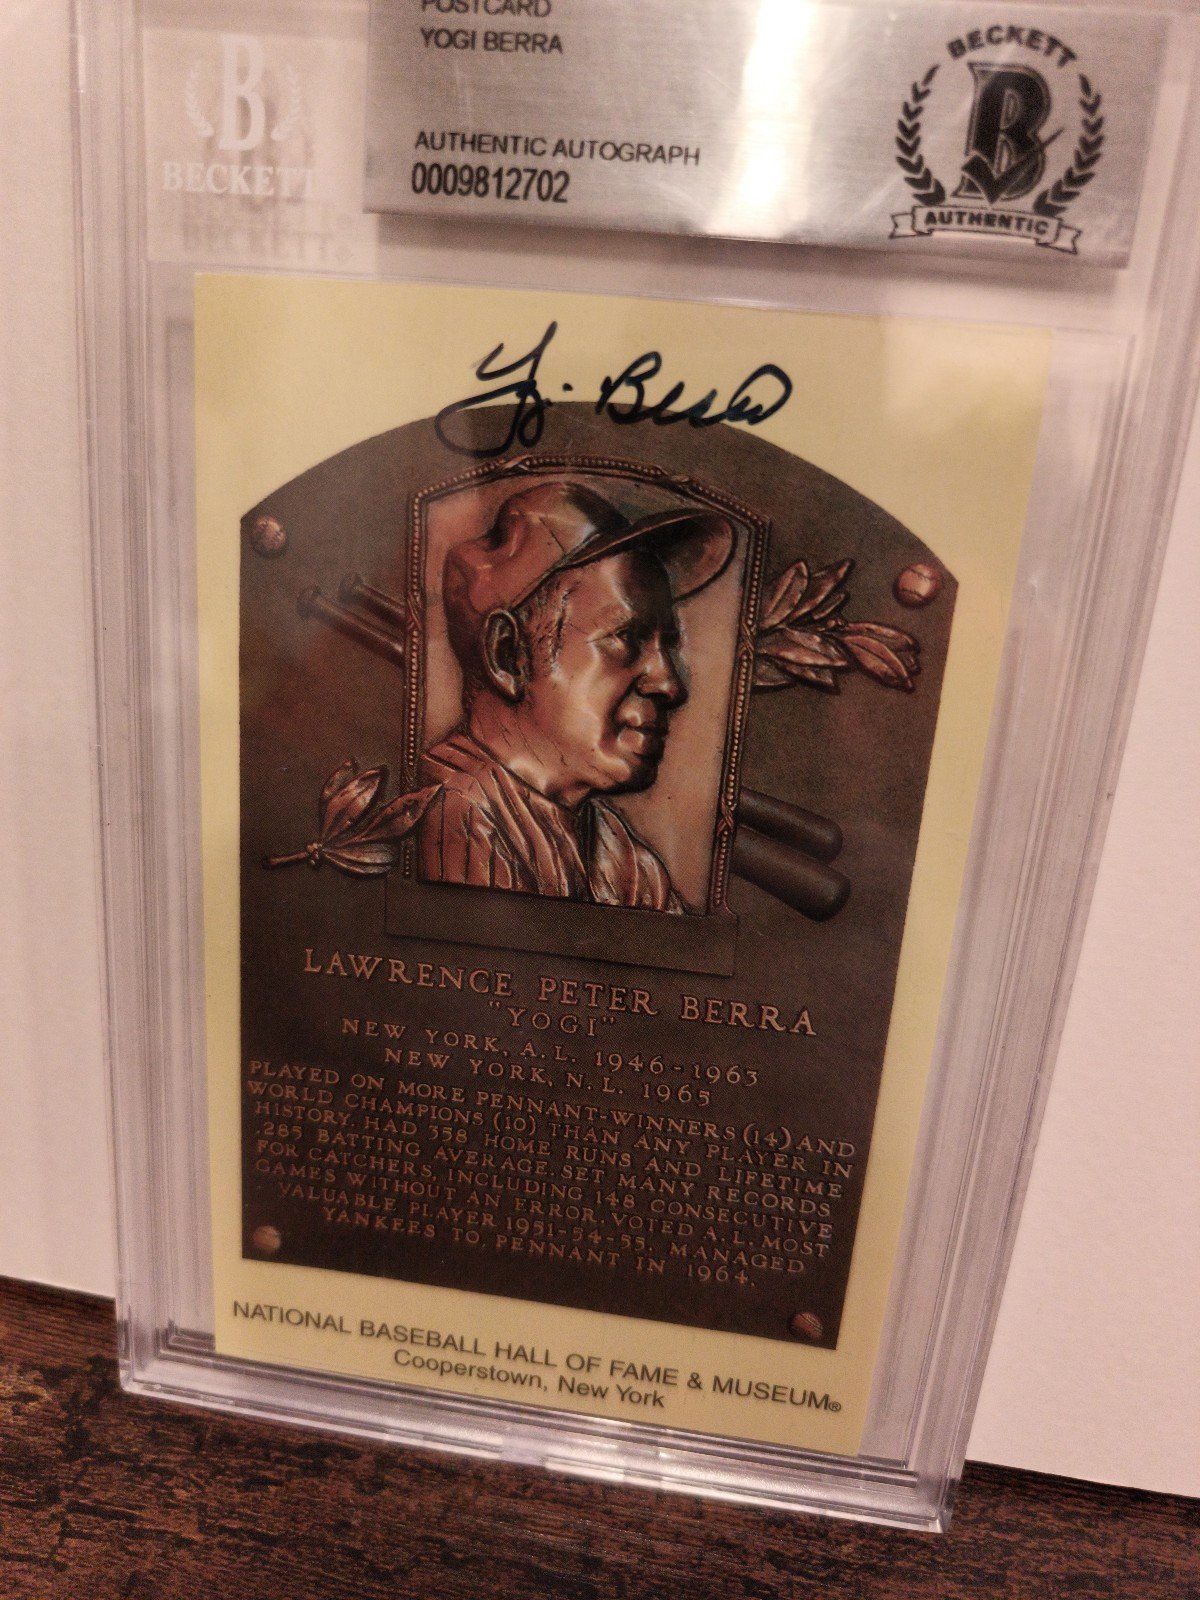 POSTCARD
YOGI BERRA
AUTHENTIC AUTOGRAPH
0009812702
BECKETT
B
AUTHENTIC
B
BECKETT
Yogi Berra
LAWRENCE PETER BERRA
"YOGI"
NEW YORK, A.L. 1946-1963
NEW YORK, N.L. 1965
PLAYED ON MORE PENNANT-WINNERS (14) AND
WORLD CHAMPIONS (10) THAN ANY PLAYER IN
HISTORY. HAD 358 HOME RUNS AND LIFETIME
.285 BATTING AVERAGE. SET MANY RECORDS
FOR CATCHERS, INCLUDING 148 CONSECUTIVE
GAMES WITHOUT AN ERROR. VOTED A.L. MOST
VALUABLE PLAYER 1951-54-55. MANAGED
YANKEES TO PENNANT IN 1964.
NATIONAL BASEBALL HALL OF FAME & MUSEUM®
Cooperstown, New York